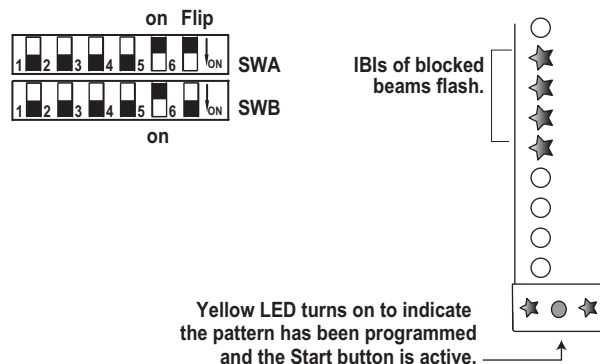 on Flip
1 2 3 4 5 6 ON SWA
1 2 3 4 5 6 ON SWB
on
IBIs of blocked
beams flash.
Yellow LED turns on to indicate
the pattern has been programmed
and the Start button is active.